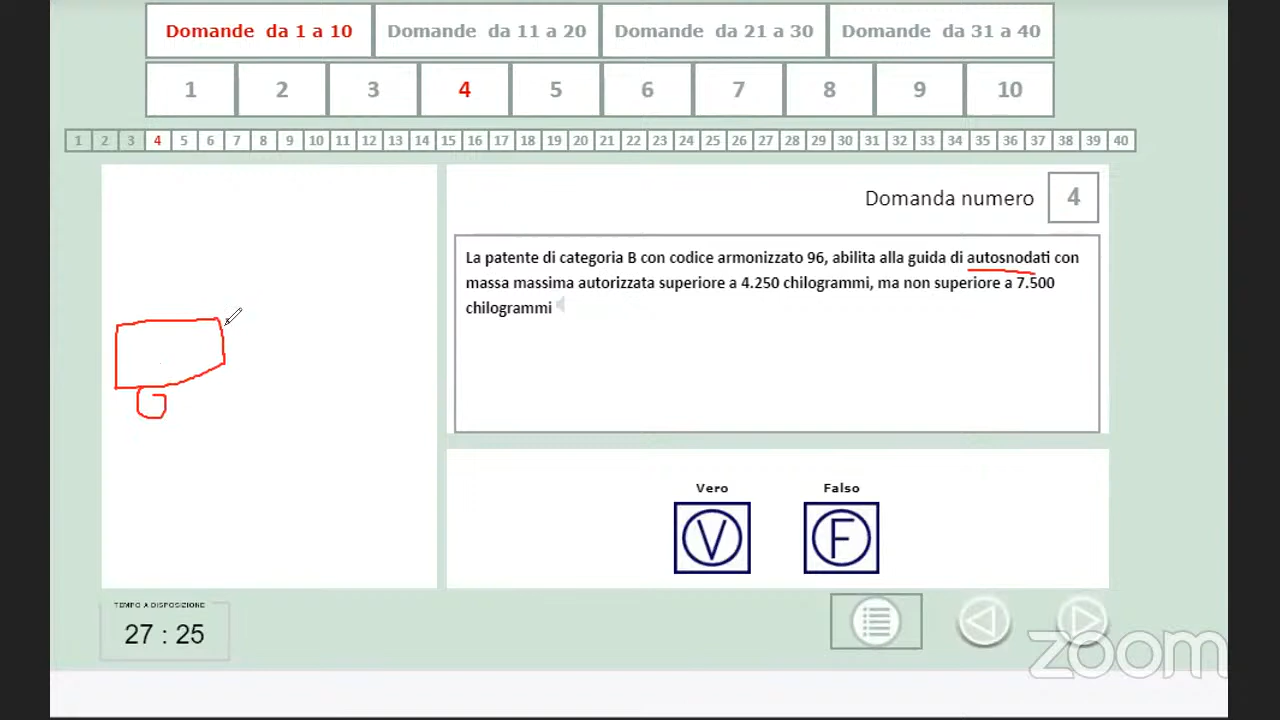 Domande da 1 a 10 Domande da 11 a 20 Domande da 21 a 30 Domande da 31 a 40
1 2 3 4 5 6 7 8 9 10
1 2 3 4 5 6 7 8 9 10 11 12 13 14 15 16 17 18 19 20 21 22 23 24 25 26 27 28 29 30 31 32 33 34 35 36 37 38 39 40
Domanda numero 4
La patente di categoria B con codice armonizzato 96, abilita alla guida di autosnodati con
massa massima autorizzata superiore a 4.250 chilogrammi, ma non superiore a 7.500
chilogrammi
Vero Falso
V F
TEMPO A DISPOSIZIONE
27 : 25
zoom